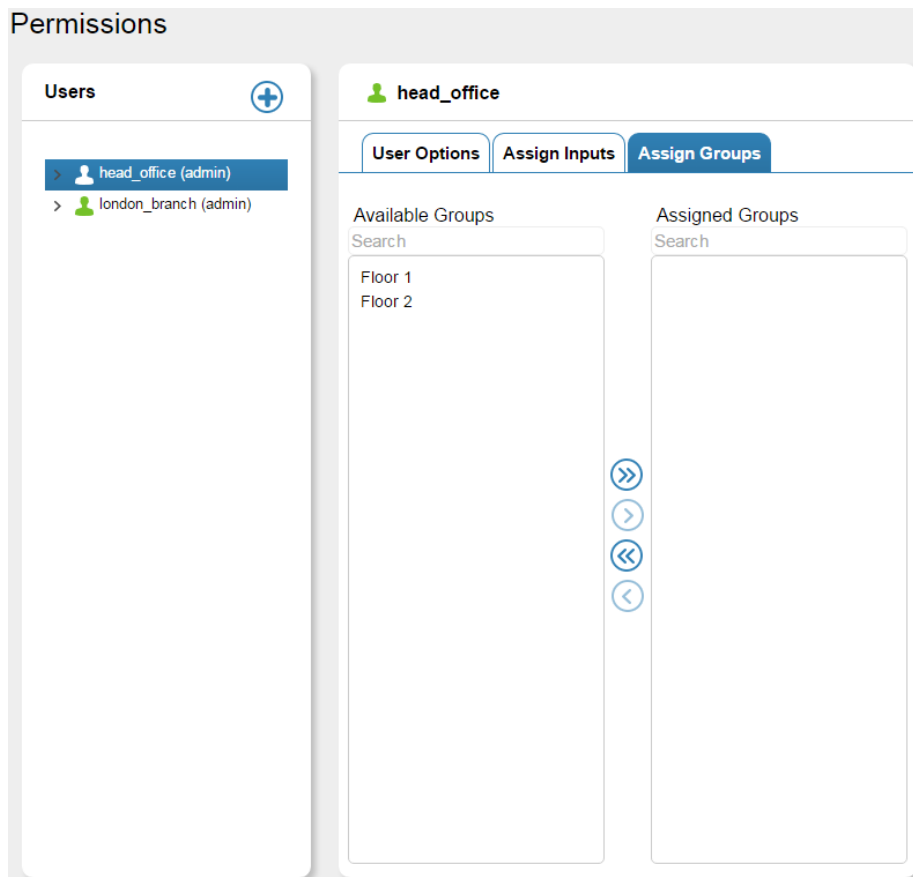 Permissions
Users
head_office (admin)
london_branch (admin)
head_office
User Options Assign Inputs Assign Groups
Available Groups
Search
Floor 1
Floor 2
Assigned Groups
Search